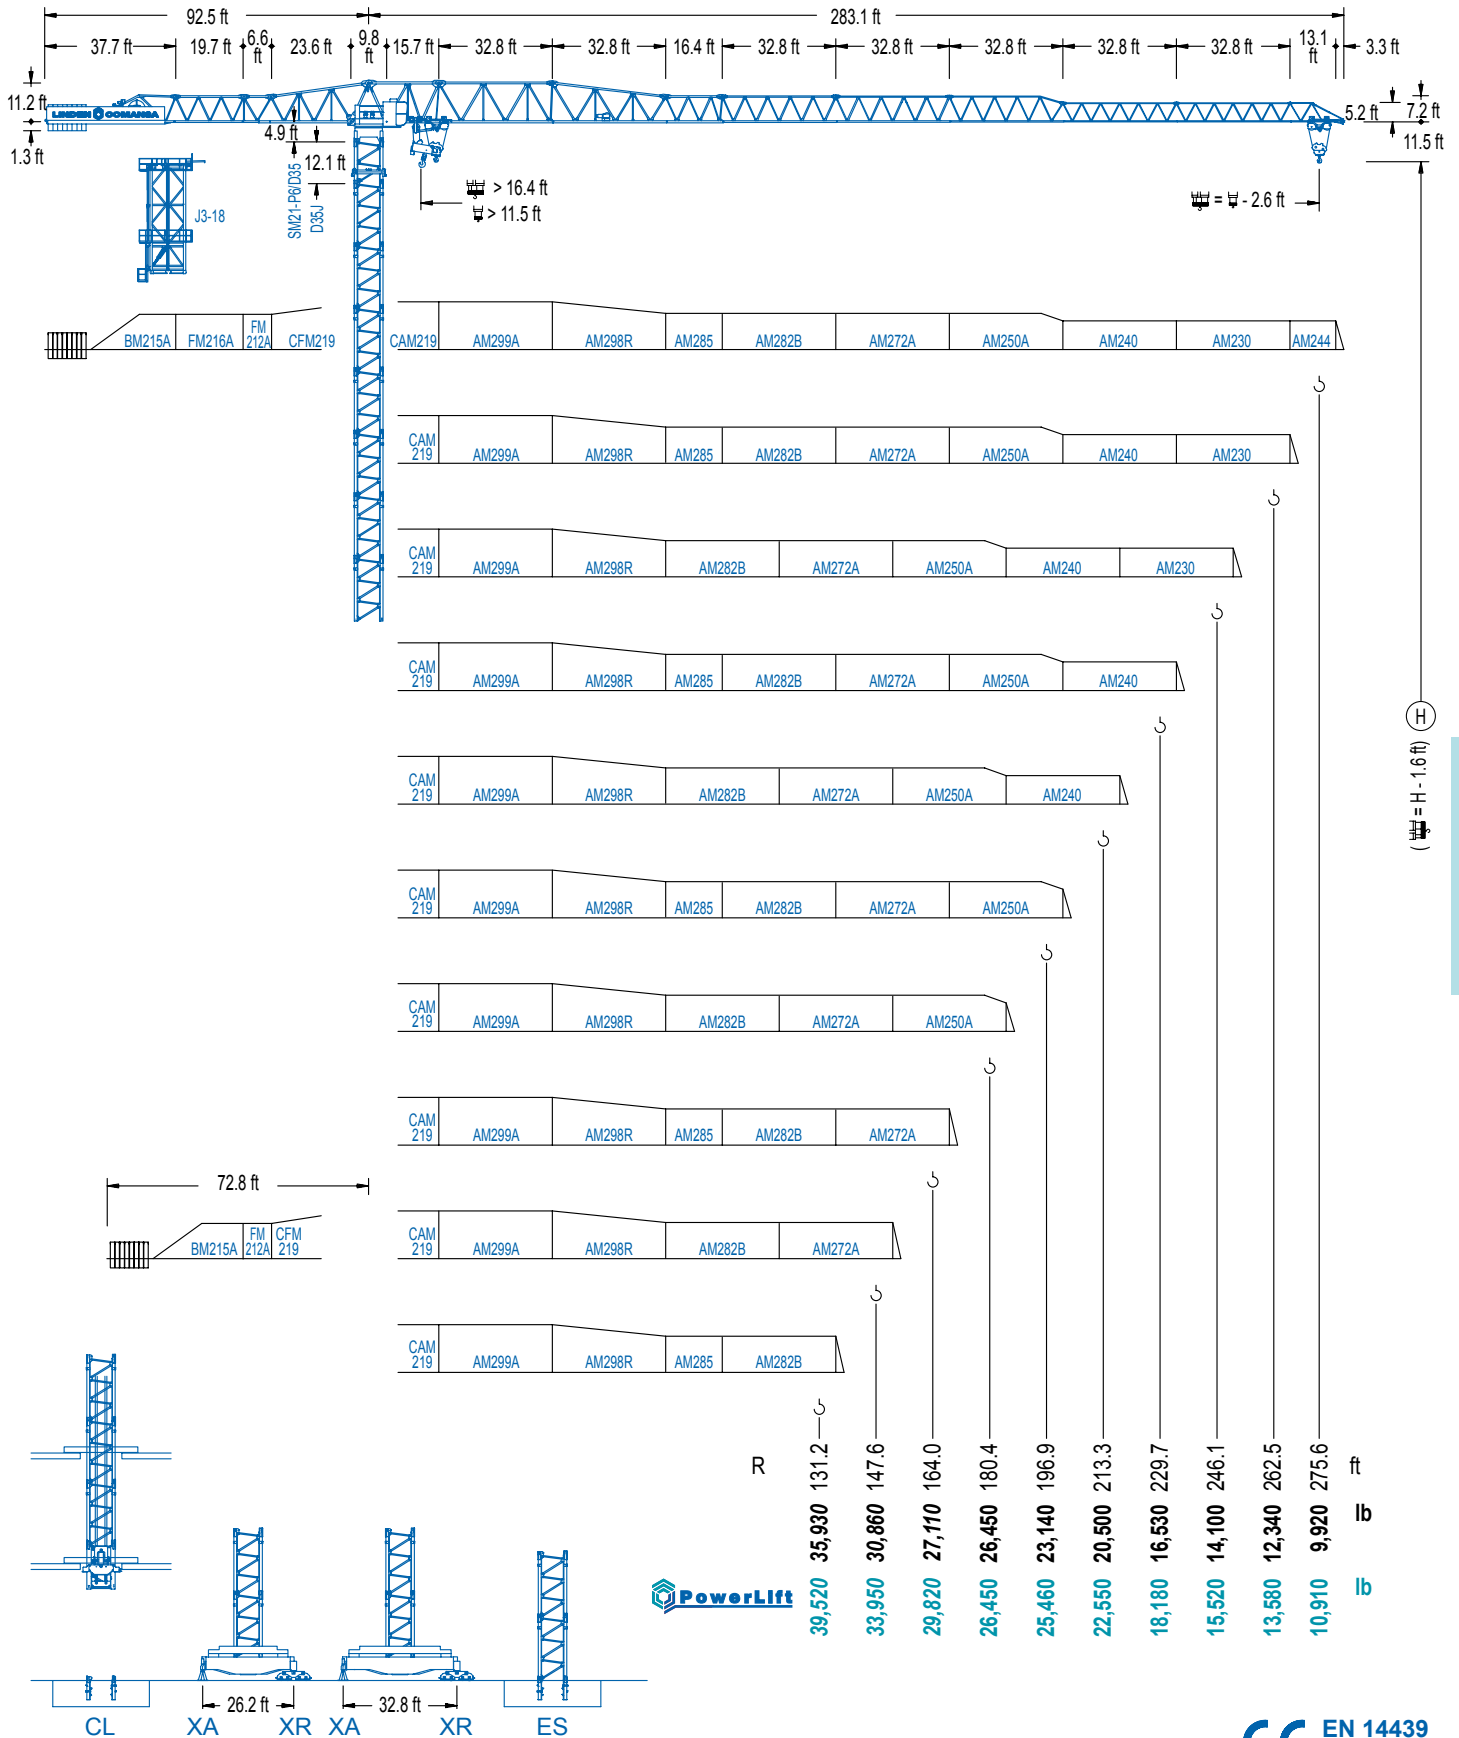 92.5 ft 283.1 ft
37.7 ft 19.7 ft 6.6 ft 23.6 ft 9.8 ft 15.7 ft 32.8 ft 32.8 ft 16.4 ft 32.8 ft 32.8 ft 32.8 ft 32.8 ft 32.8 ft 13.1 ft 3.3 ft
11.2 ft LINDEN COMANSA 5.2 ft 7.2 ft
1.3 ft 4.9 ft 11.5 ft
12.1 ft
SM21-P6/D35
D35J
J3-18
> 16.4 ft
> 11.5 ft
= - 2.6 ft
BM215A FM216A FM 212A CFM219 CAM219 AM299A AM298R AM285 AM282B AM272A AM250A AM240 AM230 AM244
CAM 219 AM299A AM298R AM285 AM282B AM272A AM250A AM240 AM230
CAM 219 AM299A AM298R AM282B AM272A AM250A AM240 AM230
CAM 219 AM299A AM298R AM285 AM282B AM272A AM250A AM240
H
( = H - 1.6 ft)
CAM 219 AM299A AM298R AM282B AM272A AM250A AM240
CAM 219 AM299A AM298R AM285 AM282B AM272A AM250A
CAM 219 AM299A AM298R AM282B AM272A AM250A
CAM 219 AM299A AM298R AM285 AM282B AM272A
72.8 ft
BM215A FM 212A CFM 219 CAM 219 AM299A AM298R AM282B AM272A
CAM 219 AM299A AM298R AM285 AM282B
R 131.2 147.6 164.0 180.4 196.9 213.3 229.7 246.1 262.5 275.6 ft
35,930 30,860 27,110 26,450 23,140 20,500 16,530 14,100 12,340 9,920 lb
PowerLift 39,520 33,950 29,820 26,450 25,460 22,550 18,180 15,520 13,580 10,910 lb
26.2 ft 32.8 ft
CL XA XR XA XR ES
CE EN 14439